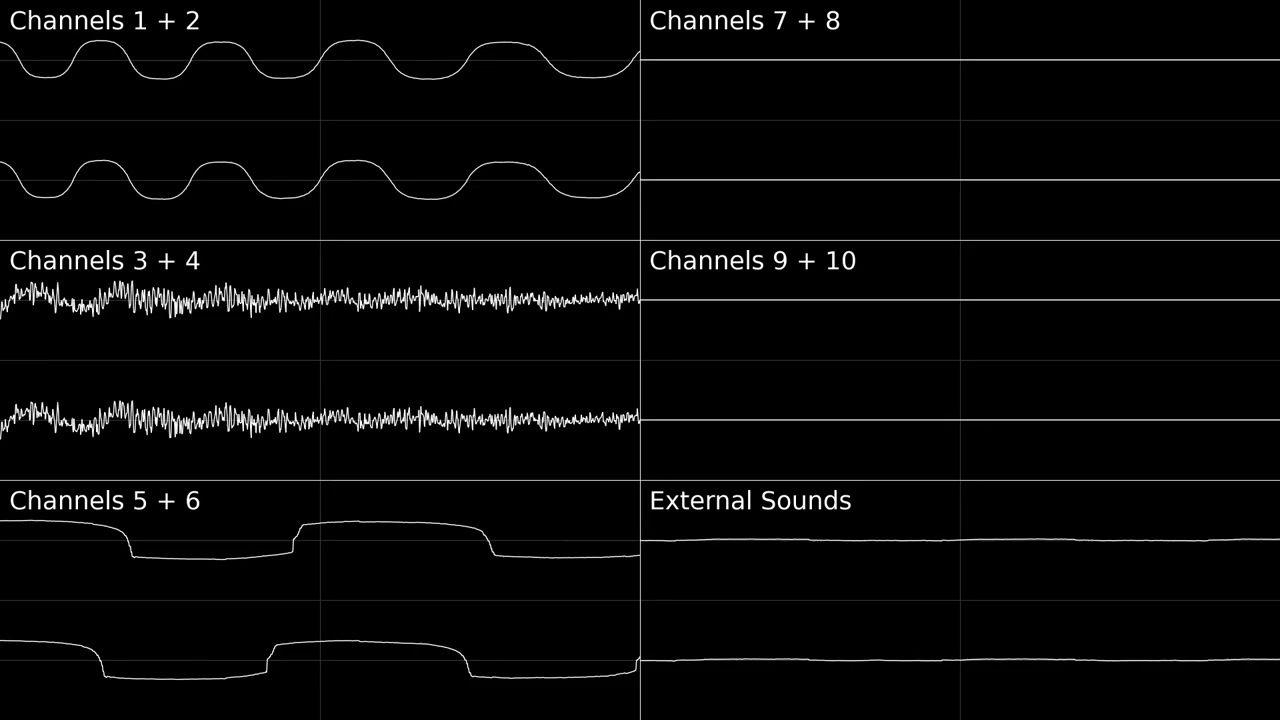 Channels 1 + 2
Channels 7 + 8
Channels 3 + 4
Channels 9 + 10
Channels 5 + 6
External Sounds